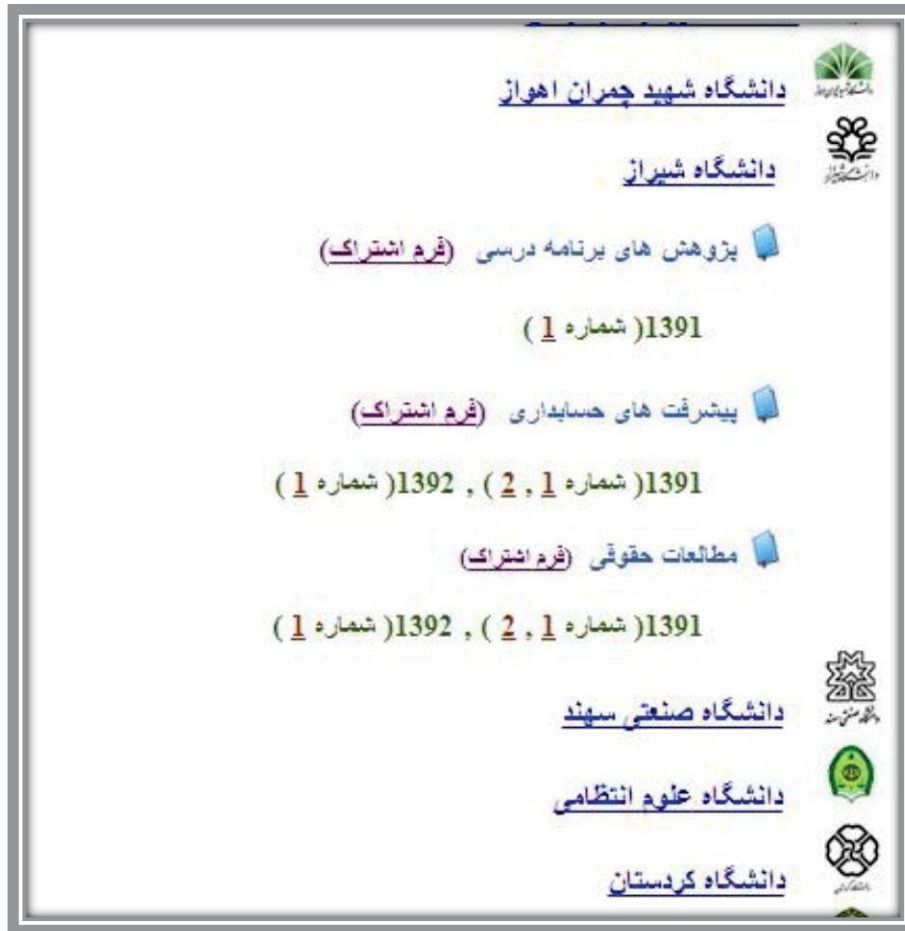 دانشگاه شهید چمران اهواز
دانشگاه شیراز
پژوهش های برنامه درسی (فرم اشتراک)
1391( شماره 1 )
پیشرفت های حسابداری (فرم اشتراک)
1391( شماره 1 , 2 ) , 1392( شماره 1 )
مطالعات حقوقی (فرم اشتراک)
1391( شماره 1 , 2 ) , 1392( شماره 1 )
دانشگاه صنعتی سهند
دانشگاه علوم انتظامی
دانشگاه کردستان